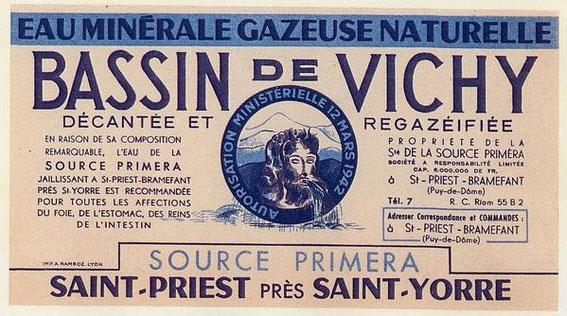 EAU MINÉRALE GAZEUSE NATURELLE
BASSIN DE VICHY
DÉCANTÉE ET REGAZÉIFIÉE
AUTORISATION MINISTÉRIELLE 12 MARS 1942
EN RAISON DE SA COMPOSITION
REMARQUABLE, L'EAU DE LA
SOURCE PRIMERA
JAILLISSANT A St-PRIEST-BRAMEFANT
PRÈS St-YORRE EST RECOMMANDÉE
POUR TOUTES LES AFFECTIONS
DU FOIE, DE L'ESTOMAC, DES REINS
DE L'INTESTIN
PROPRIÉTÉ DE LA
Sté DE LA SOURCE PRIMÉRA
SOCIÉTÉ A RESPONSABILITÉ LIMITÉE
CAP. 6.000.000 DE FR.
à St-PRIEST-BRAMEFANT
(Puy-de-Dôme)
Tél. 7 R. C. Riom 55 B 2
Adresser Correspondance et COMMANDES :
à St-PRIEST-BRAMEFANT
(Puy-de-Dôme)
IMP. A. RAMBOZ. LYON
SOURCE PRIMERA
SAINT-PRIEST PRÈS SAINT-YORRE